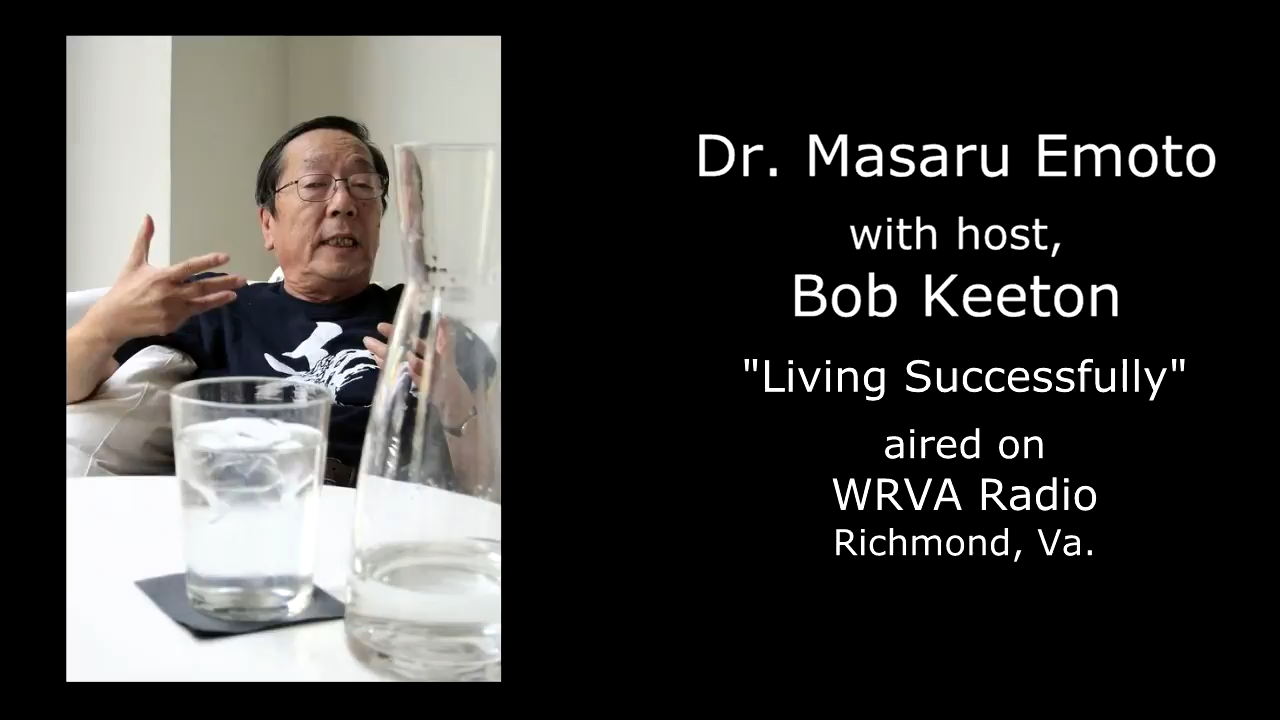 Dr. Masaru Emoto
with host,
Bob Keeton
"Living Successfully"
aired on
WRVA Radio
Richmond, Va.